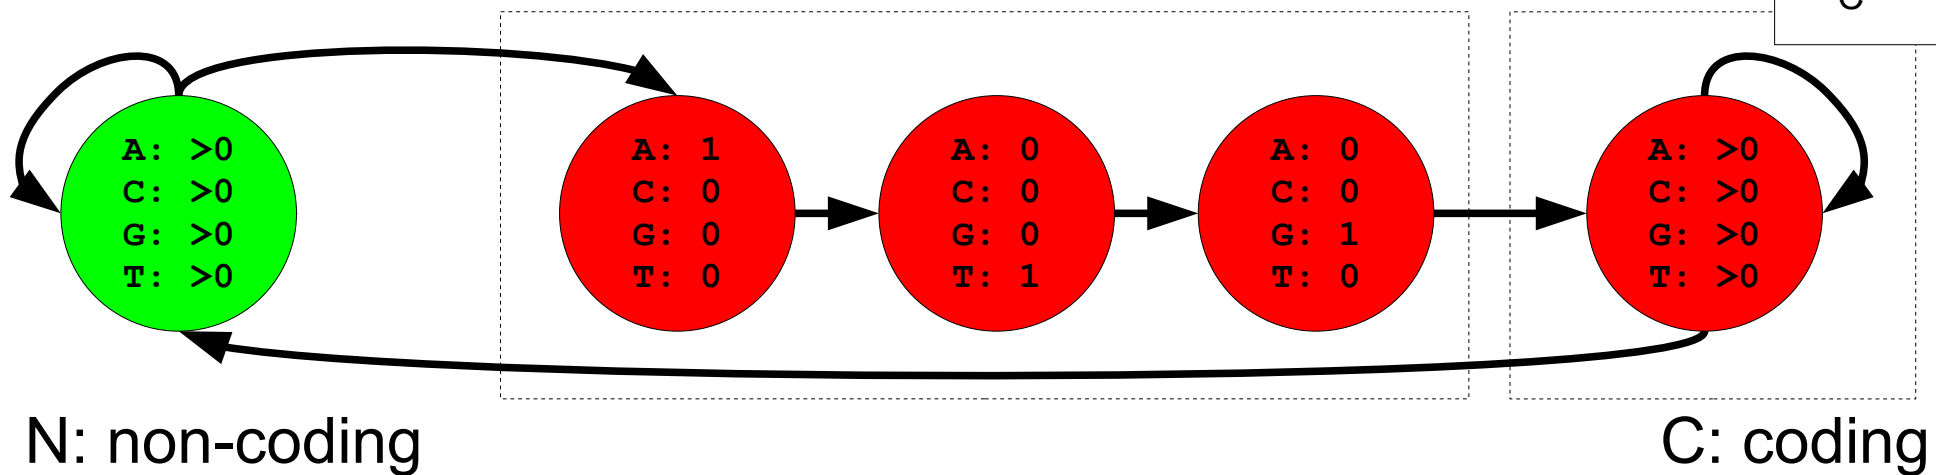 A: >0
C: >0
G: >0
T: >0
A: 1
C: 0
G: 0
T: 0
A: 0
C: 0
G: 0
T: 1
A: 0
C: 0
G: 1
T: 0
A: >0
C: >0
G: >0
T: >0
N: non-coding
C: coding